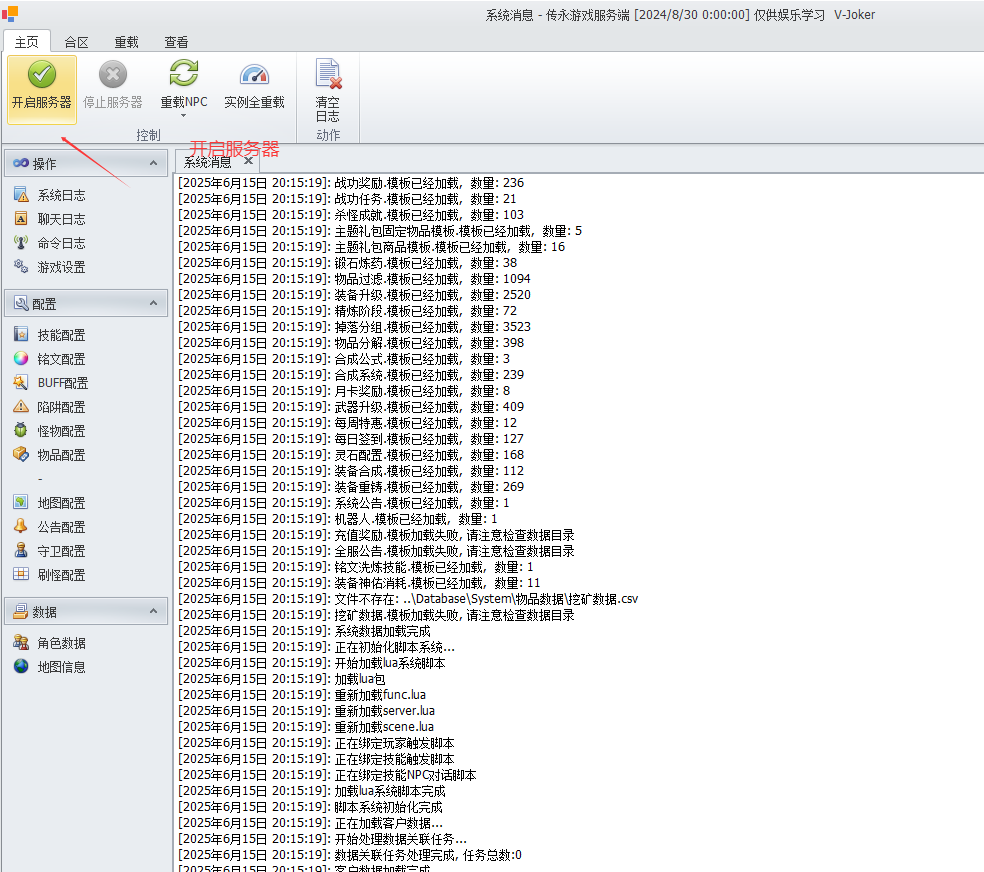 系统消息 - 传永游戏服务端 [2024/8/30 0:00:00] 仅供娱乐学习 V-Joker
主页 合区 重载 查看
开启服务器 停止服务器 重载NPC 实例全重载 清空日志
控制 动作
开启服务器
操作
系统日志
聊天日志
命令日志
游戏设置
配置
技能配置
铭文配置
BUFF配置
陷阱配置
怪物配置
物品配置
-
地图配置
公告配置
守卫配置
刷怪配置
数据
角色数据
地图信息
系统消息
[2025年6月15日 20:15:19]: 战功奖励.模板已经加载, 数量: 236
[2025年6月15日 20:15:19]: 战功任务.模板已经加载, 数量: 21
[2025年6月15日 20:15:19]: 杀怪成就.模板已经加载, 数量: 103
[2025年6月15日 20:15:19]: 主题礼包固定物品模板.模板已经加载, 数量: 5
[2025年6月15日 20:15:19]: 主题礼包商品模板.模板已经加载, 数量: 16
[2025年6月15日 20:15:19]: 锻石炼药.模板已经加载, 数量: 38
[2025年6月15日 20:15:19]: 物品过滤.模板已经加载, 数量: 1094
[2025年6月15日 20:15:19]: 装备升级.模板已经加载, 数量: 2520
[2025年6月15日 20:15:19]: 精炼阶段.模板已经加载, 数量: 72
[2025年6月15日 20:15:19]: 掉落分组.模板已经加载, 数量: 3523
[2025年6月15日 20:15:19]: 物品分解.模板已经加载, 数量: 398
[2025年6月15日 20:15:19]: 合成公式.模板已经加载, 数量: 3
[2025年6月15日 20:15:19]: 合成系统.模板已经加载, 数量: 239
[2025年6月15日 20:15:19]: 月卡奖励.模板已经加载, 数量: 8
[2025年6月15日 20:15:19]: 武器升级.模板已经加载, 数量: 409
[2025年6月15日 20:15:19]: 每周特惠.模板已经加载, 数量: 12
[2025年6月15日 20:15:19]: 每日签到.模板已经加载, 数量: 127
[2025年6月15日 20:15:19]: 灵石配置.模板已经加载, 数量: 168
[2025年6月15日 20:15:19]: 装备合成.模板已经加载, 数量: 112
[2025年6月15日 20:15:19]: 装备重铸.模板已经加载, 数量: 269
[2025年6月15日 20:15:19]: 系统公告.模板已经加载, 数量: 1
[2025年6月15日 20:15:19]: 机器人.模板已经加载, 数量: 1
[2025年6月15日 20:15:19]: 充值奖励.模板加载失败, 请注意检查数据目录
[2025年6月15日 20:15:19]: 全服公告.模板加载失败, 请注意检查数据目录
[2025年6月15日 20:15:19]: 铭文洗炼技能.模板已经加载, 数量: 1
[2025年6月15日 20:15:19]: 装备神佑消耗.模板已经加载, 数量: 11
[2025年6月15日 20:15:19]: 文件不存在: ..\Database\System\物品数据\挖矿数据.csv
[2025年6月15日 20:15:19]: 挖矿数据.模板加载失败, 请注意检查数据目录
[2025年6月15日 20:15:19]: 系统数据加载完成
[2025年6月15日 20:15:19]: 正在初始化脚本系统...
[2025年6月15日 20:15:19]: 开始加载lua系统脚本
[2025年6月15日 20:15:19]: 加载lua包
[2025年6月15日 20:15:19]: 重新加载func.lua
[2025年6月15日 20:15:19]: 重新加载server.lua
[2025年6月15日 20:15:19]: 重新加载scene.lua
[2025年6月15日 20:15:19]: 正在绑定玩家触发脚本
[2025年6月15日 20:15:19]: 正在绑定技能触发脚本
[2025年6月15日 20:15:19]: 正在绑定技能NPC对话脚本
[2025年6月15日 20:15:19]: 加载lua系统脚本完成
[2025年6月15日 20:15:19]: 脚本系统初始化完成
[2025年6月15日 20:15:19]: 正在加载客户数据...
[2025年6月15日 20:15:19]: 开始处理数据关联任务...
[2025年6月15日 20:15:19]: 数据关联任务处理完成, 任务总数:0
[2025年6月15日 20:15:19]: 客户数据加载完成